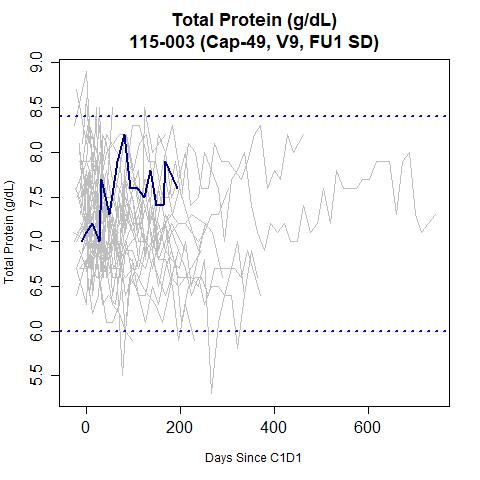 Total Protein (g/dL)
115-003 (Cap-49, V9, FU1 SD)
Total Protein (g/dL)
9.0
8.5
8.0
7.5
7.0
6.5
6.0
5.5
0 200 400 600
Days Since C1D1